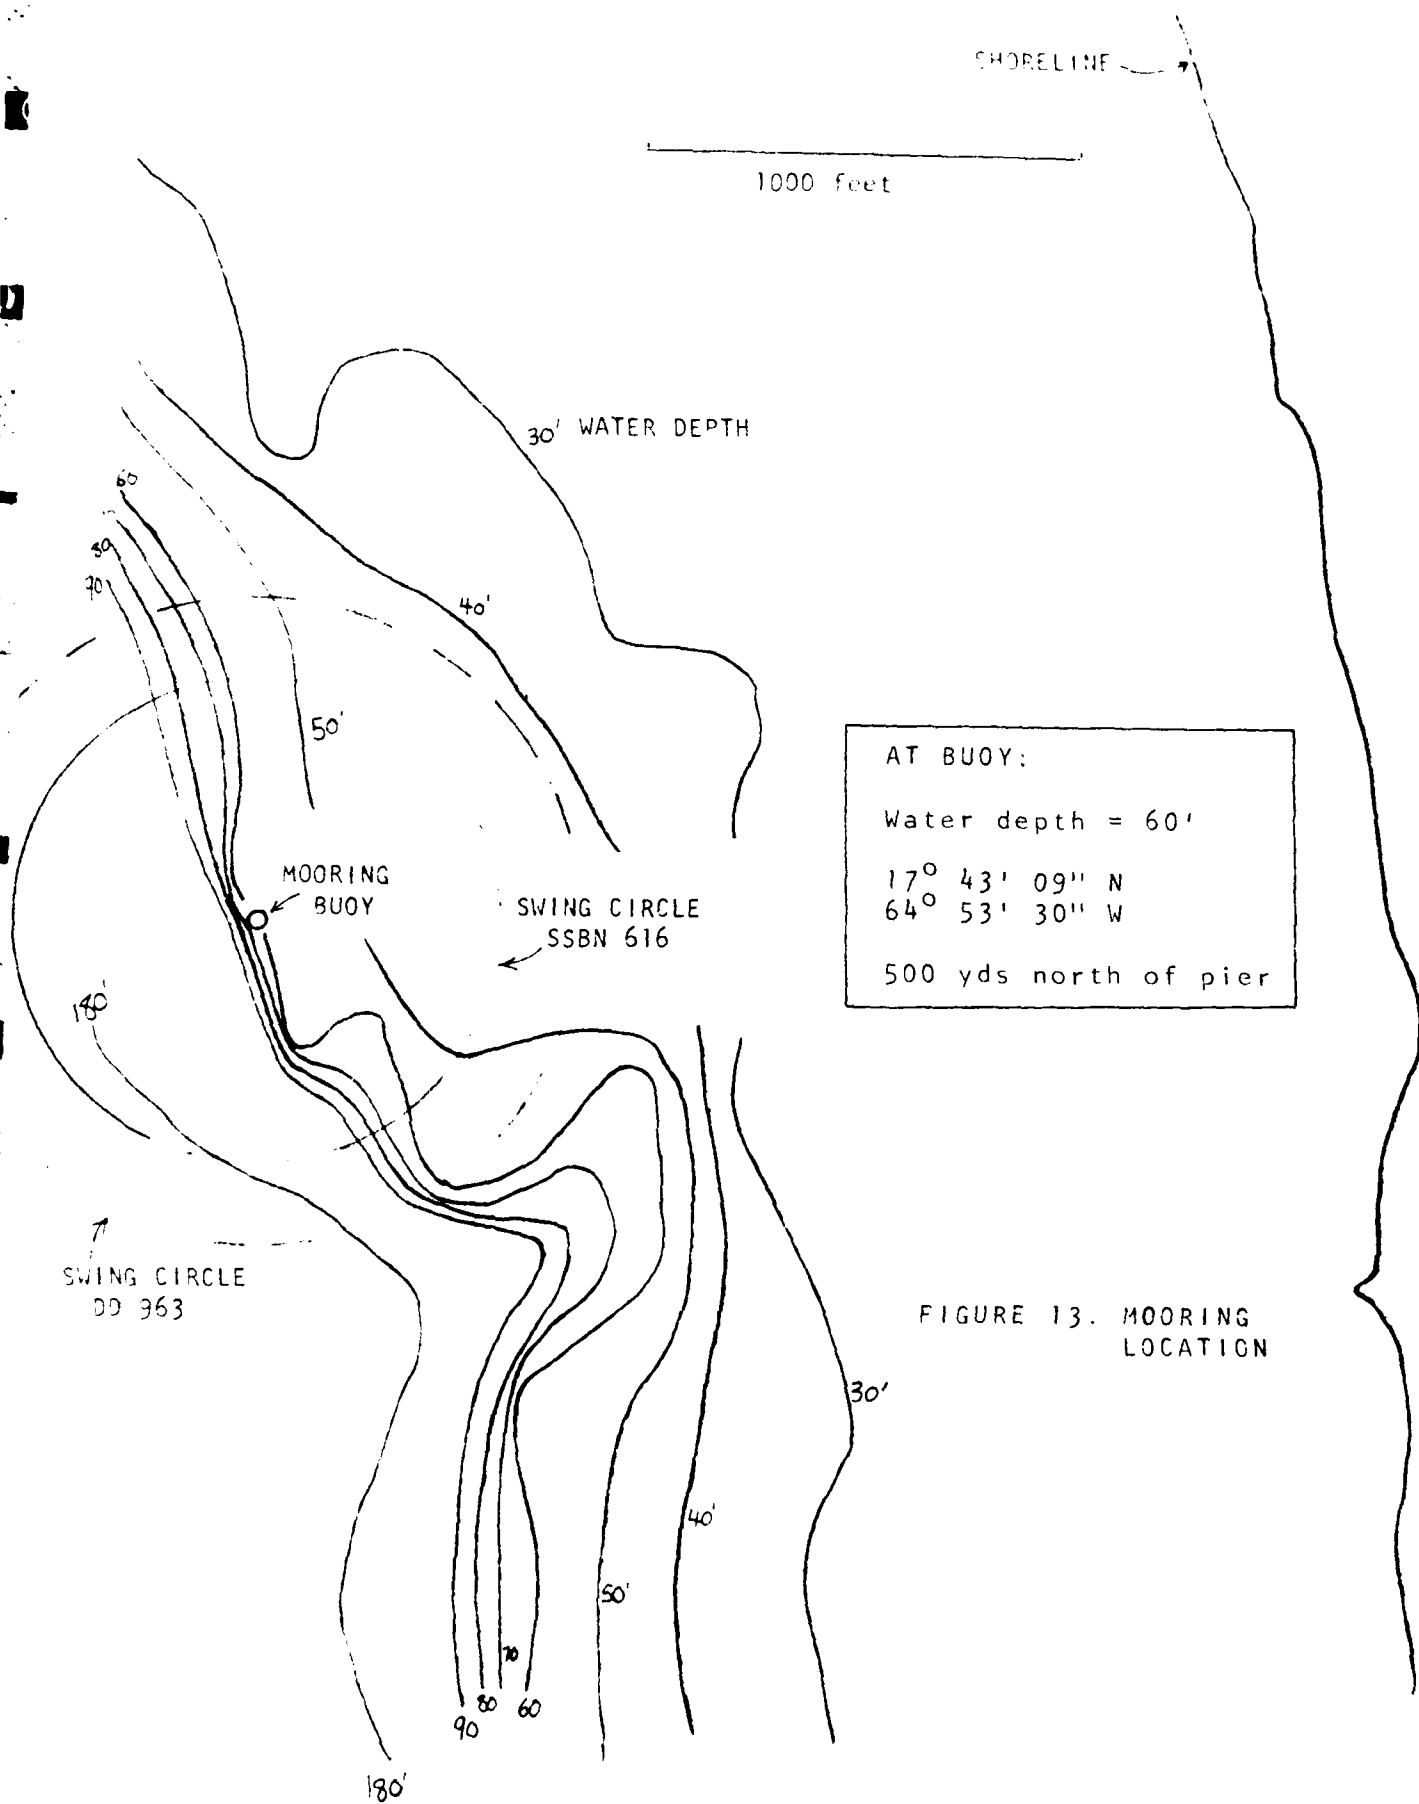 SHORELINE
1000 feet
30' WATER DEPTH
60
80
90
40'
50'
AT BUOY:
Water depth = 60'
17° 43' 09" N
64° 53' 30" W
500 yds north of pier
MOORING
BUOY
SWING CIRCLE
SSBN 616
180'
SWING CIRCLE
DD 963
FIGURE 13. MOORING
LOCATION
30'
40'
50'
70
80
60
90
180'